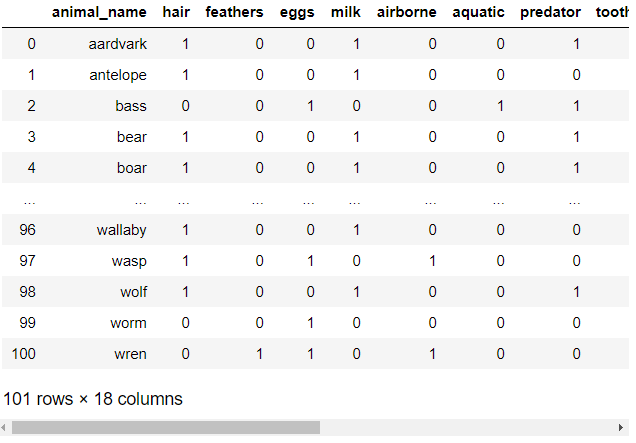 animal_name hair feathers eggs milk airborne aquatic predator tooth
0 aardvark 1 0 0 1 0 0 1
1 antelope 1 0 0 1 0 0 0
2 bass 0 0 1 0 0 1 1
3 bear 1 0 0 1 0 0 1
4 boar 1 0 0 1 0 0 1
... ... ... ... ... ... ... ... ...
96 wallaby 1 0 0 1 0 0 0
97 wasp 1 0 1 0 1 0 0
98 wolf 1 0 0 1 0 0 1
99 worm 0 0 1 0 0 0 0
100 wren 0 1 1 0 1 0 0
101 rows × 18 columns